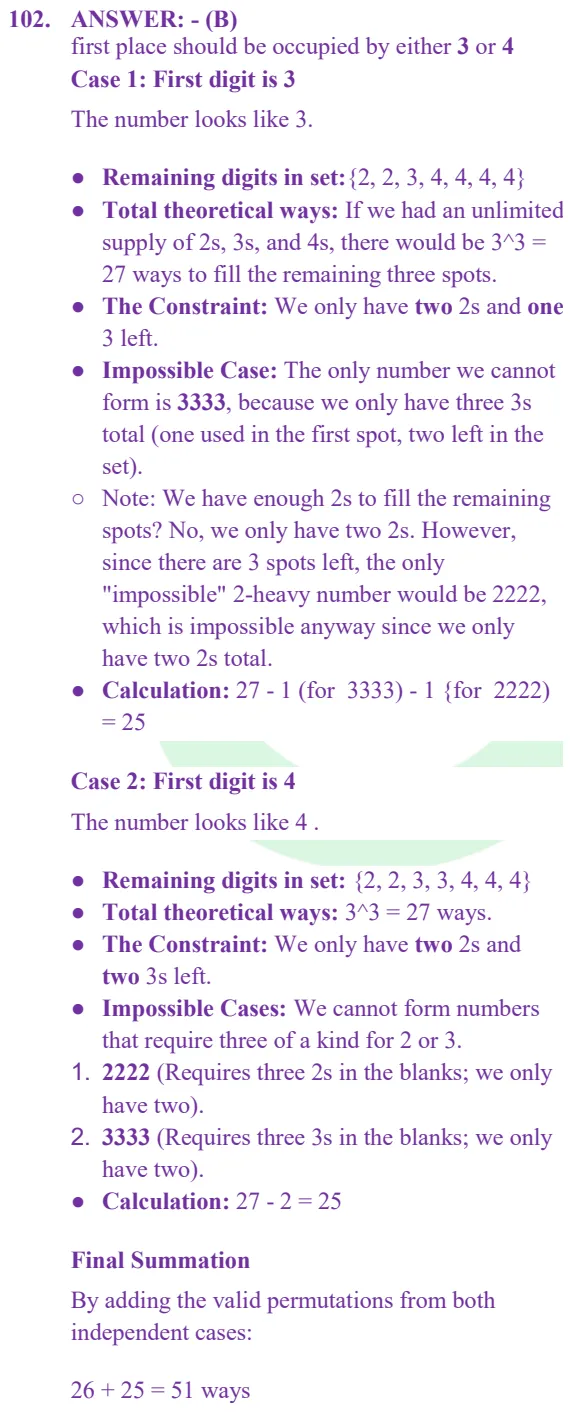 102. ANSWER: - (B)
first place should be occupied by either 3 or 4
Case 1: First digit is 3
The number looks like 3.
● Remaining digits in set:{2, 2, 3, 4, 4, 4, 4}
● Total theoretical ways: If we had an unlimited
supply of 2s, 3s, and 4s, there would be 3^3 =
27 ways to fill the remaining three spots.
● The Constraint: We only have two 2s and one
3 left.
● Impossible Case: The only number we cannot
form is 3333, because we only have three 3s
total (one used in the first spot, two left in the
set).
○ Note: We have enough 2s to fill the remaining
spots? No, we only have two 2s. However,
since there are 3 spots left, the only
"impossible" 2-heavy number would be 2222,
which is impossible anyway since we only
have two 2s total.
● Calculation: 27 - 1 (for 3333) - 1 {for 2222)
= 25
Case 2: First digit is 4
The number looks like 4 .
● Remaining digits in set: {2, 2, 3, 3, 4, 4, 4}
● Total theoretical ways: 3^3 = 27 ways.
● The Constraint: We only have two 2s and
two 3s left.
● Impossible Cases: We cannot form numbers
that require three of a kind for 2 or 3.
1. 2222 (Requires three 2s in the blanks; we only
have two).
2. 3333 (Requires three 3s in the blanks; we only
have two).
● Calculation: 27 - 2 = 25
Final Summation
By adding the valid permutations from both
independent cases:
26 + 25 = 51 ways